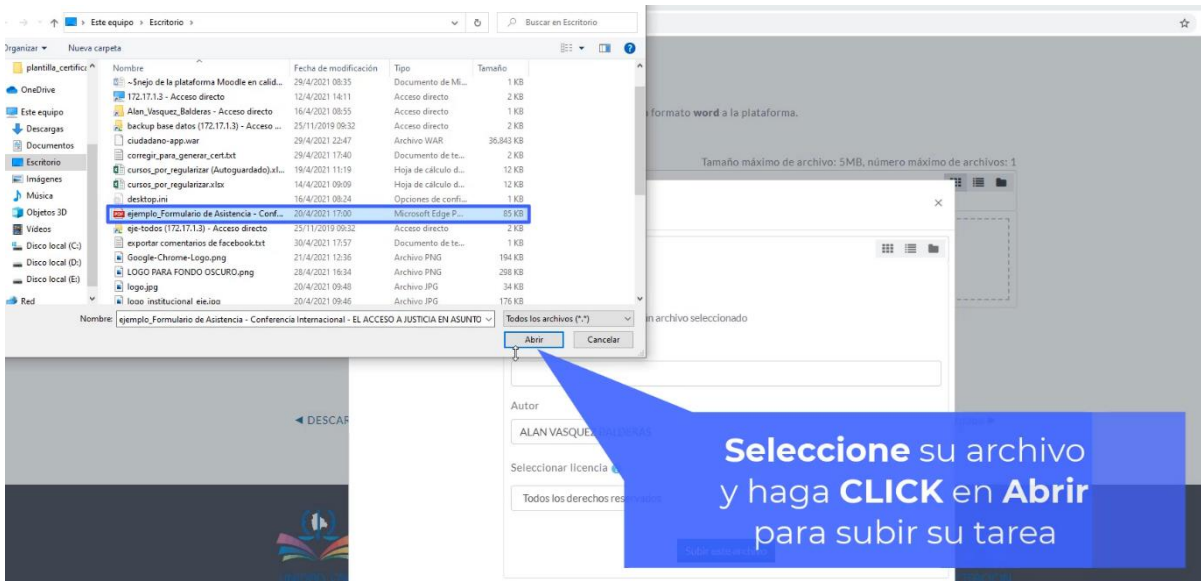 Este equipo › Escritorio ›
Buscar en Escritorio
Organizar
Nueva carpeta
plantilla_certifica
OneDrive
Este equipo
Descargas
Documentos
Escritorio
Imágenes
Música
Objetos 3D
Vídeos
Disco local (C:)
Disco local (D:)
Disco local (E:)
Red
Nombre Fecha de modificación Tipo Tamaño
~$nejo de la plataforma Moodle en calid... 29/4/2021 08:35 Documento de Mi... 1 KB
172.17.1.3 - Acceso directo 12/4/2021 14:11 Acceso directo 2 KB
Alan_Vasquez_Balderas - Acceso directo 16/4/2021 08:55 Acceso directo 1 KB
backup base datos (172.17.1.3) - Acceso ... 25/11/2019 09:32 Acceso directo 2 KB
ciudadano-app.war 29/4/2021 22:47 Archivo WAR 36.843 KB
corregir_para_generar_cert.txt 29/4/2021 17:40 Documento de te... 2 KB
cursos_por_regularizar (Autoguardado).xl... 19/4/2021 11:19 Hoja de cálculo d... 12 KB
cursos_por_regularizar.xlsx 14/4/2021 09:09 Hoja de cálculo d... 12 KB
desktop.ini 16/4/2021 08:24 Opciones de confi... 1 KB
ejemplo_Formulario de Asistencia - Conf... 20/4/2021 17:00 Microsoft Edge P... 85 KB
eje-todos (172.17.1.3) - Acceso directo 25/11/2019 09:32 Acceso directo 2 KB
exportar comentarios de facebook.txt 30/4/2021 17:57 Documento de te... 1 KB
Google-Chrome-Logo.png 21/4/2021 12:36 Archivo PNG 194 KB
LOGO PARA FONDO OSCURO.png 28/4/2021 16:34 Archivo PNG 298 KB
logo.jpg 20/4/2021 09:48 Archivo JPG 34 KB
logo institucional eje.jpg 20/4/2021 09:46 Archivo JPG 176 KB
Nombre: ejemplo_Formulario de Asistencia - Conferencia Internacional - EL ACCESO A JUSTICIA EN ASUNTO
Todos los archivos (*.*)
Abrir Cancelar
formato word a la plataforma.
Tamaño máximo de archivo: 5MB, número máximo de archivos: 1
un archivo seleccionado
◄ DESCAR
Autor
ALAN VASQUEZ BALDERAS
Seleccionar licencia
Todos los derechos reservados
Subir este archivo
Seleccione su archivo
y haga CLICK en Abrir
para subir su tarea